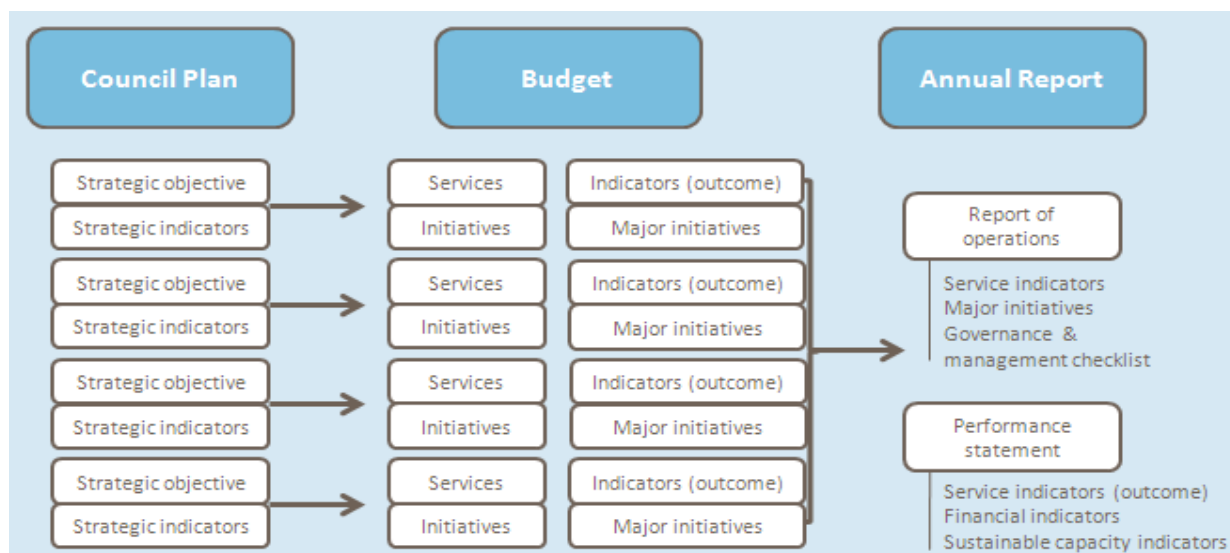 Council Plan
Budget
Annual Report
Strategic objective
Strategic indicators
Services
Initiatives
Indicators (outcome)
Major initiatives
Strategic objective
Strategic indicators
Services
Initiatives
Indicators (outcome)
Major initiatives
Strategic objective
Strategic indicators
Services
Initiatives
Indicators (outcome)
Major initiatives
Strategic objective
Strategic indicators
Services
Initiatives
Indicators (outcome)
Major initiatives
Report of
operations
Service indicators
Major initiatives
Governance &
management checklist
Performance
statement
Service indicators (outcome)
Financial indicators
Sustainable capacity indicators